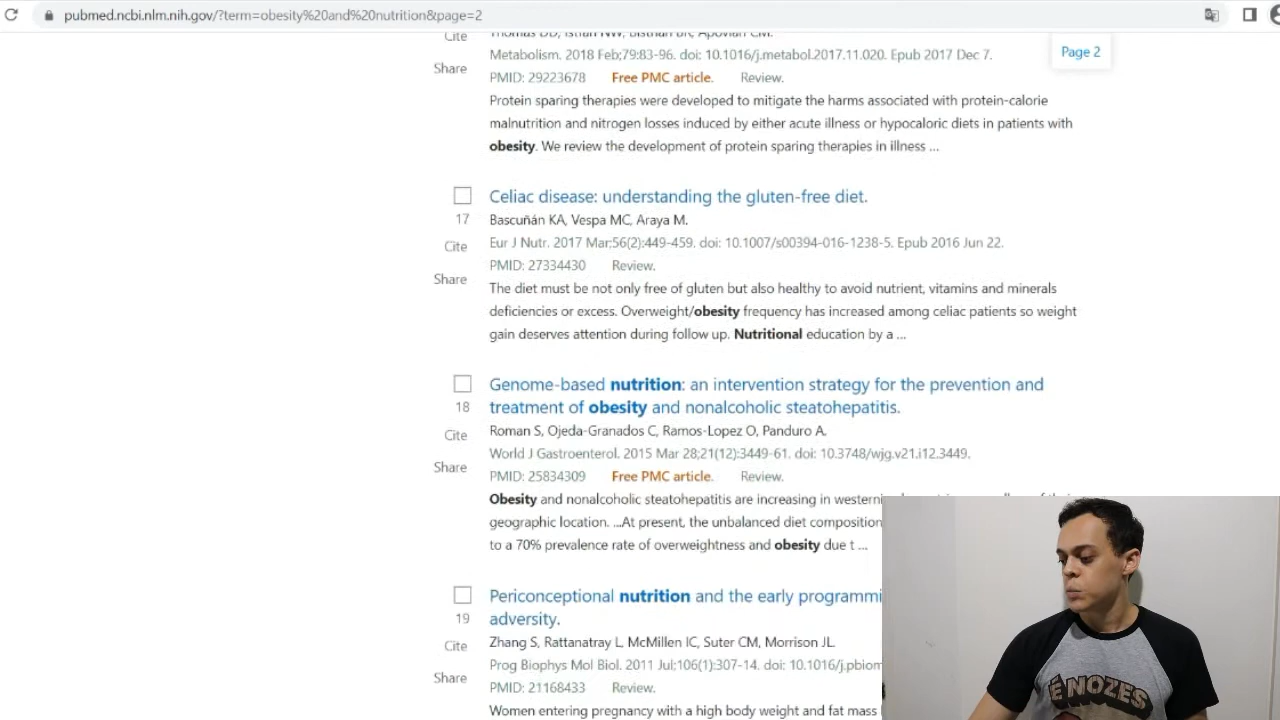 pubmed.ncbi.nlm.nih.gov/?term=obesity%20and%20nutrition&page=2
Cite
Thomas DD, Istfan NW, Bistrian BR, Apovian CM.
Page 2
Metabolism. 2018 Feb;79:83-96. doi: 10.1016/j.metabol.2017.11.020. Epub 2017 Dec 7.
Share
PMID: 29223678 Free PMC article. Review.
Protein sparing therapies were developed to mitigate the harms associated with protein-calorie
malnutrition and nitrogen losses induced by either acute illness or hypocaloric diets in patients with
obesity. We review the development of protein sparing therapies in illness ...
Celiac disease: understanding the gluten-free diet.
17
Bascuñán KA, Vespa MC, Araya M.
Cite
Eur J Nutr. 2017 Mar;56(2):449-459. doi: 10.1007/s00394-016-1238-5. Epub 2016 Jun 22.
PMID: 27334430 Review.
Share
The diet must be not only free of gluten but also healthy to avoid nutrient, vitamins and minerals
deficiencies or excess. Overweight/obesity frequency has increased among celiac patients so weight
gain deserves attention during follow up. Nutritional education by a ...
Genome-based nutrition: an intervention strategy for the prevention and
18
treatment of obesity and nonalcoholic steatohepatitis.
Cite
Roman S, Ojeda-Granados C, Ramos-Lopez O, Panduro A.
World J Gastroenterol. 2015 Mar 28;21(12):3449-61. doi: 10.3748/wjg.v21.i12.3449.
Share
PMID: 25834309 Free PMC article. Review.
Obesity and nonalcoholic steatohepatitis are increasing in
geographic location. ...At present, the unbalanced diet composition
to a 70% prevalence rate of overweightness and obesity due t ...
Periconceptional nutrition and the early programmi
19
adversity.
Cite
Zhang S, Rattanatray L, McMillen IC, Suter CM, Morrison JL.
Prog Biophys Mol Biol. 2011 Jul;106(1):307-14. doi: 10.1016/j.pbiom
Share
PMID: 21168433 Review.
Women entering pregnancy with a high body weight and fat mass
É NOZES